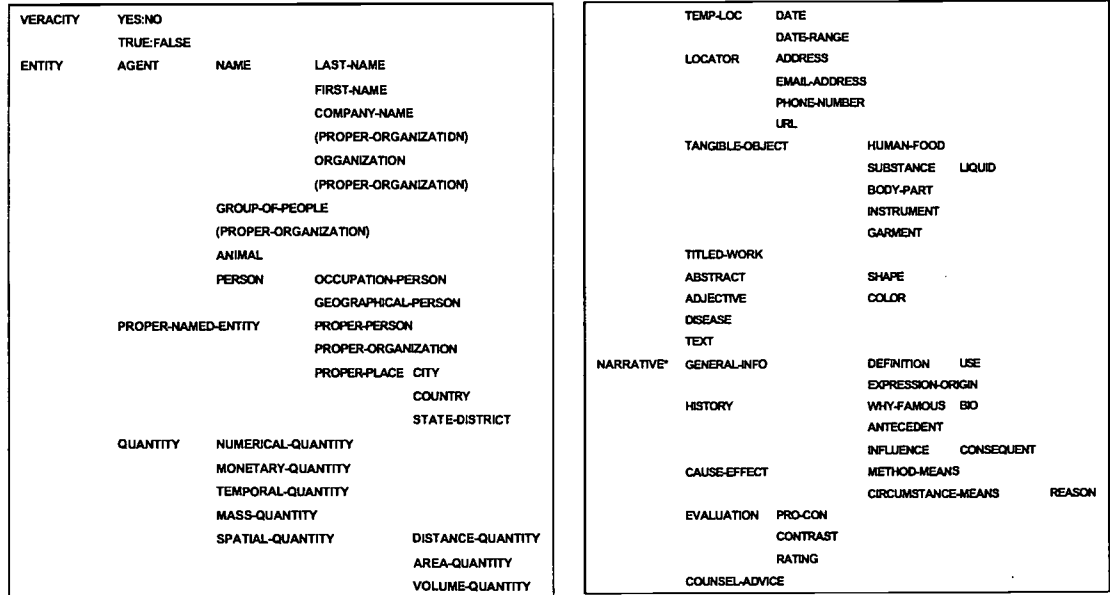 VERACITY YES:NO
TRUE:FALSE
ENTITY AGENT NAME LAST-NAME
FIRST-NAME
COMPANY-NAME
(PROPER-ORGANIZATION)
ORGANIZATION
(PROPER-ORGANIZATION)
GROUP-OF-PEOPLE
(PROPER-ORGANIZATION)
ANIMAL
PERSON OCCUPATION-PERSON
GEOGRAPHICAL-PERSON
PROPER-NAMED-ENTITY PROPER-PERSON
PROPER-ORGANIZATION
PROPER-PLACE CITY
COUNTRY
STATE-DISTRICT
QUANTITY NUMERICAL-QUANTITY
MONETARY-QUANTITY
TEMPORAL-QUANTITY
MASS-QUANTITY
SPATIAL-QUANTITY DISTANCE-QUANTITY
AREA-QUANTITY
VOLUME-QUANTITY
TEMP-LOC DATE
DATE-RANGE
LOCATOR ADDRESS
EMAIL-ADDRESS
PHONE-NUMBER
URL
TANGIBLE-OBJECT HUMAN-FOOD
SUBSTANCE LIQUID
BODY-PART
INSTRUMENT
GARMENT
TITLED-WORK
ABSTRACT SHAPE
ADJECTIVE COLOR
DISEASE
TEXT
NARRATIVE* GENERAL-INFO DEFINITION USE
EXPRESSION-ORIGIN
HISTORY WHY-FAMOUS BIO
ANTECEDENT
INFLUENCE CONSEQUENT
CAUSE-EFFECT METHOD-MEANS
CIRCUMSTANCE-MEANS REASON
EVALUATION PRO-CON
CONTRAST
RATING
COUNSEL-ADVICE